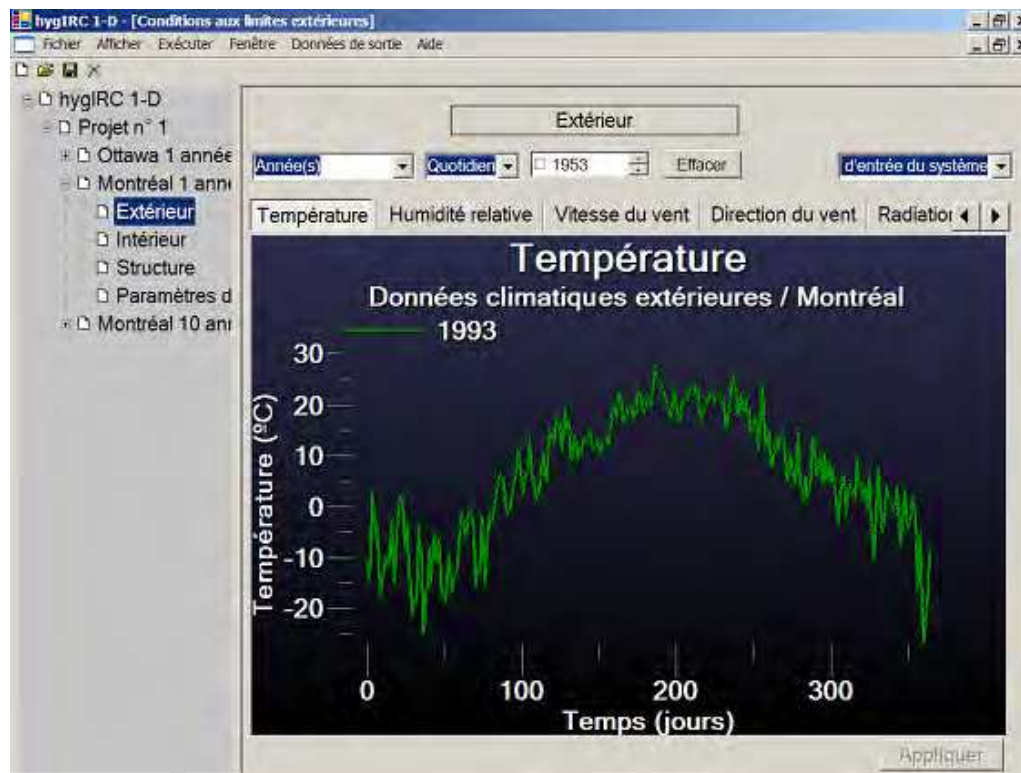 hygIRC 1-D - [Conditions aux limites extérieures]
Fichier Afficher Exécuter Fenêtre Données de sortie Aide
hygIRC 1-D
Projet n° 1
Ottawa 1 année
Montréal 1 anné
Extérieur
Intérieur
Structure
Paramètres d
Montréal 10 ann
Extérieur
Année(s) Quotidien 1953 Effacer d'entrée du système
Température Humidité relative Vitesse du vent Direction du vent Radiation
Température
Données climatiques extérieures / Montréal
1993
Température (ºC)
30
20
10
0
-10
-20
0 100 200 300
Temps (jours)
Appliquer